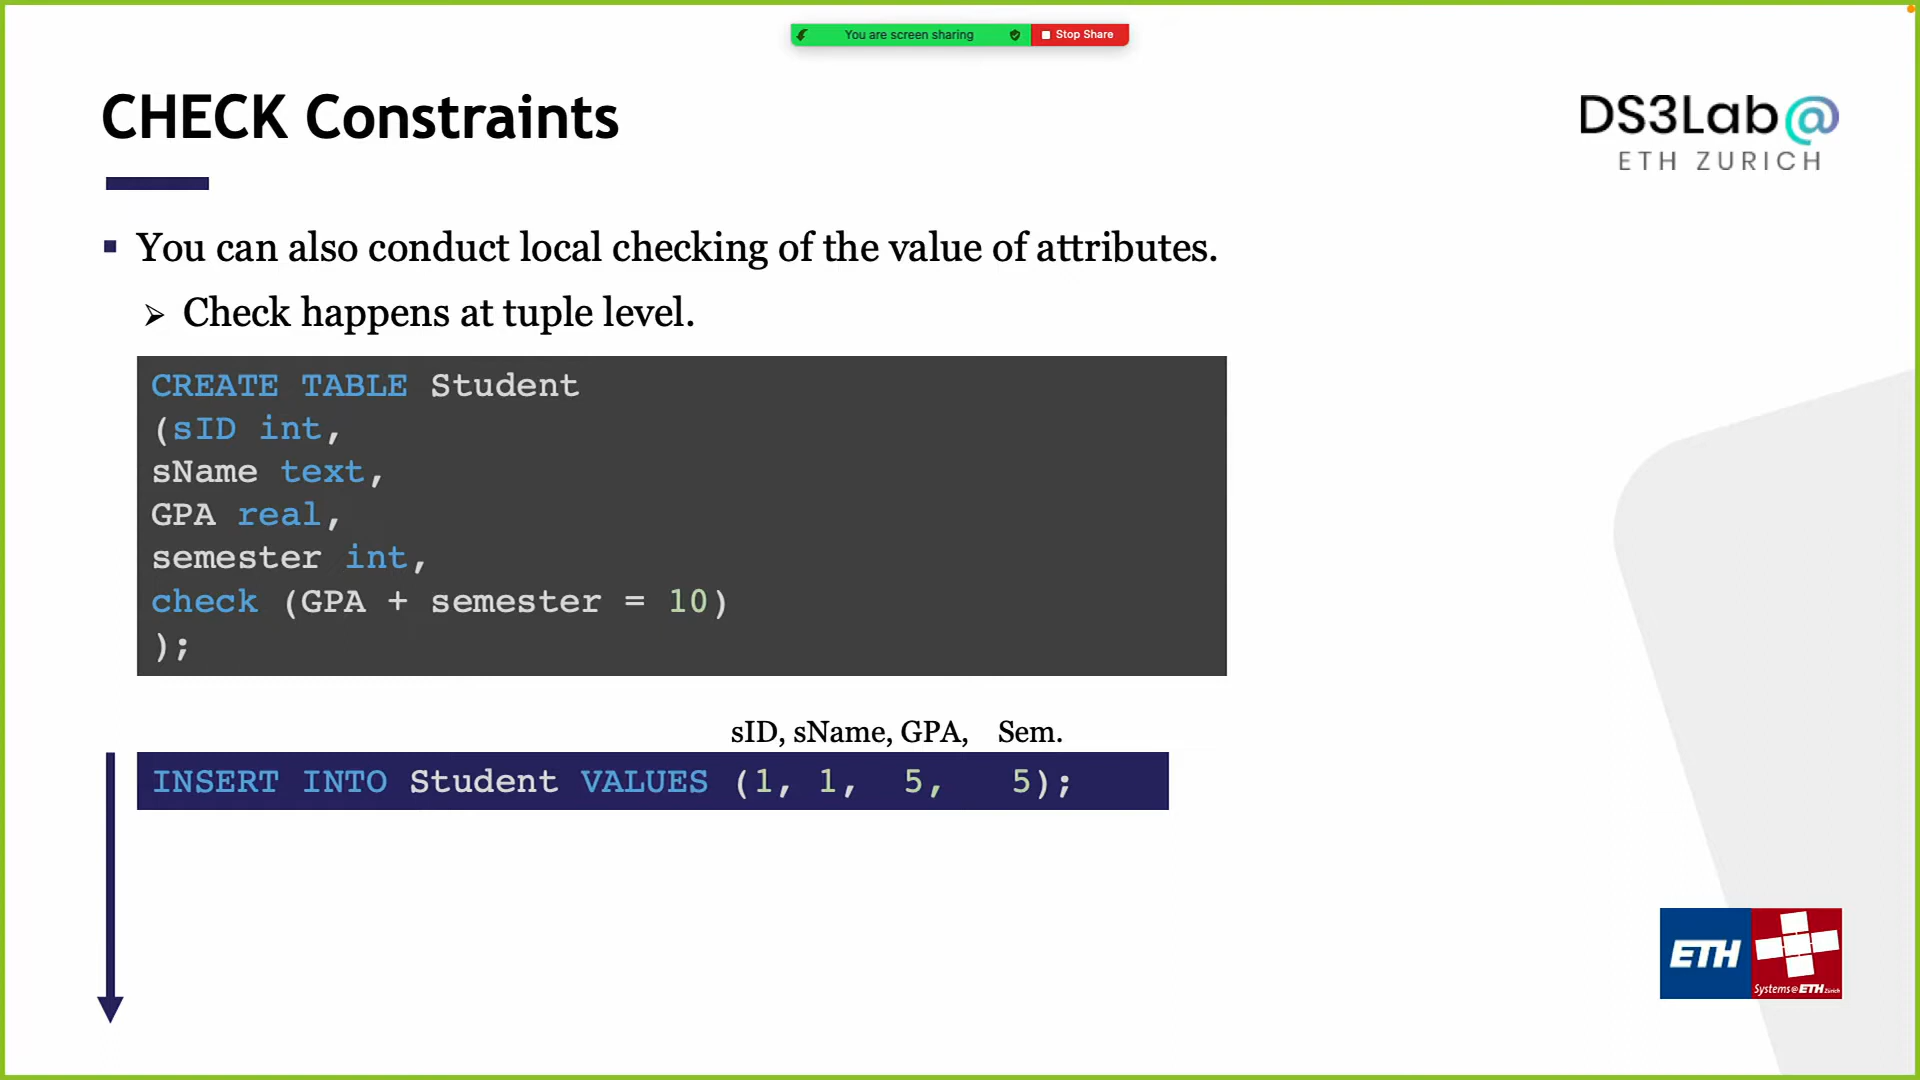 You are screen sharing
Stop Share
CHECK Constraints
DS3Lab@
ETH ZURICH
You can also conduct local checking of the value of attributes.
Check happens at tuple level.
CREATE TABLE Student
(sID int,
sName text,
GPA real,
semester int,
check (GPA + semester = 10)
);
sID, sName, GPA, Sem.
INSERT INTO Student VALUES (1, 1, 5, 5);
ETH
Systems@ETH Zürich